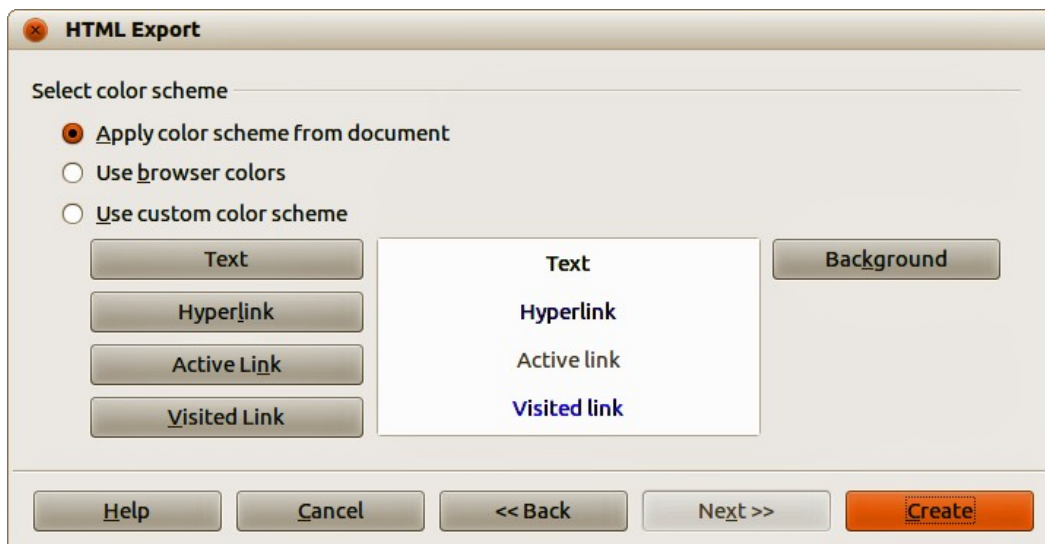 HTML Export
Select color scheme
Apply color scheme from document
Use browser colors
Use custom color scheme
Text
Text
Background
Hyperlink
Hyperlink
Active Link
Active link
Visited Link
Visited link
Help
Cancel
<< Back
Next >>
Create